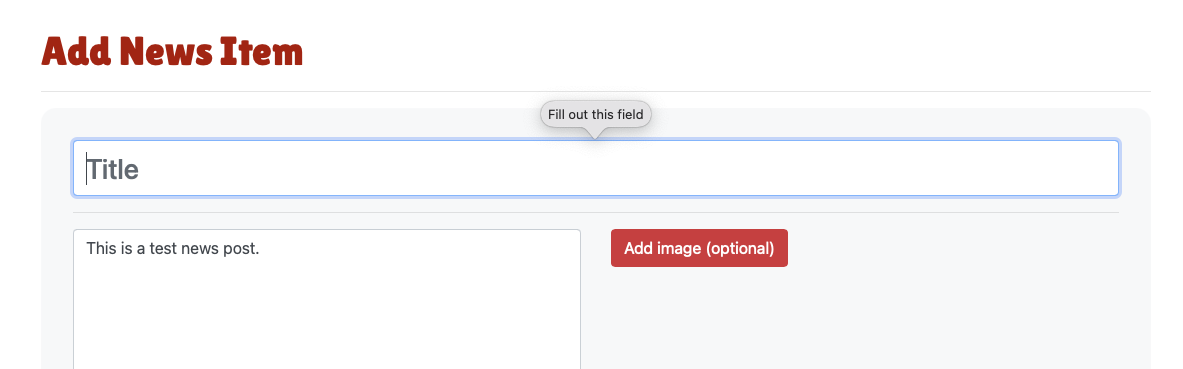 Add News Item
Fill out this field
Title
This is a test news post.
Add image (optional)